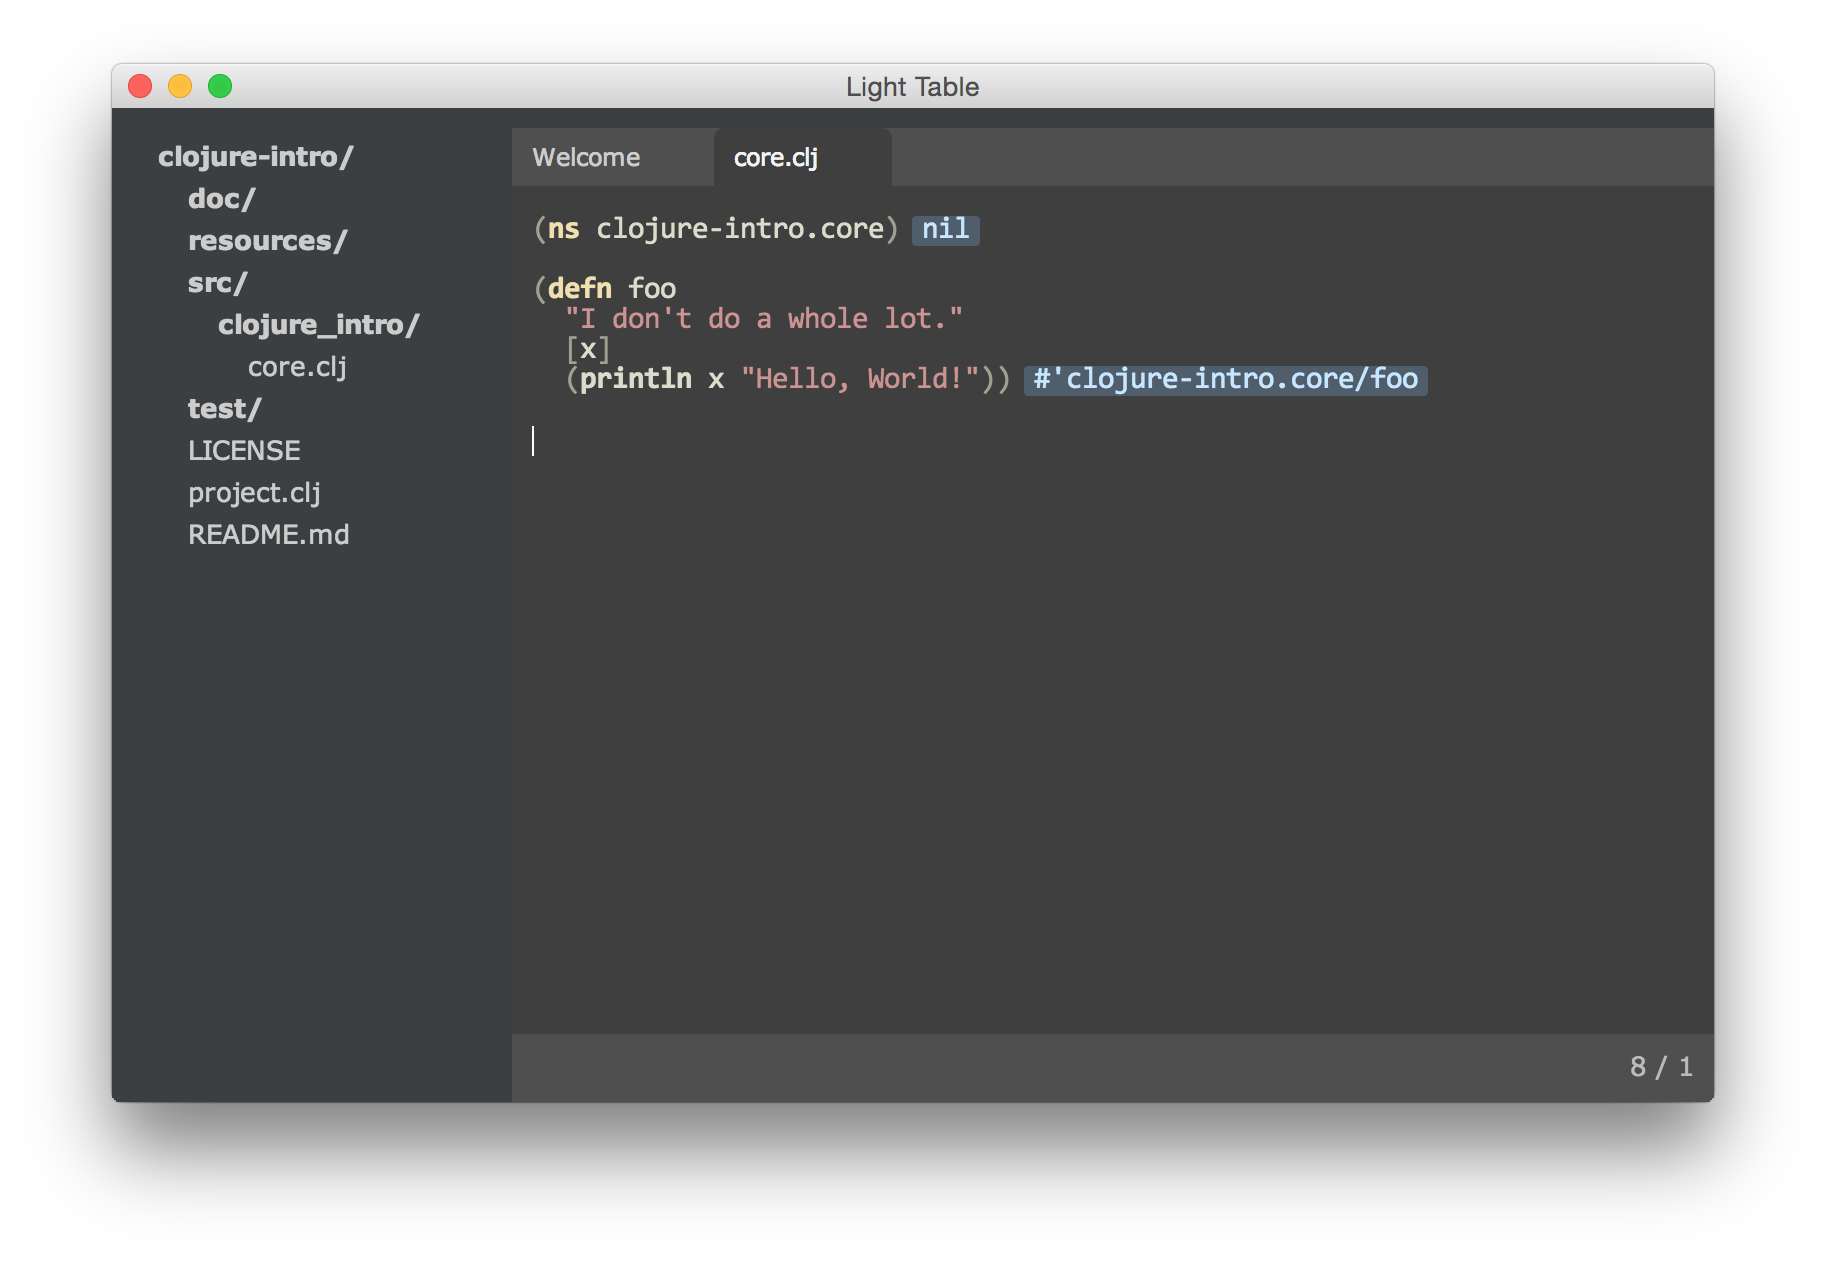 Light Table
clojure-intro/
doc/
resources/
src/
clojure_intro/
core.clj
test/
LICENSE
project.clj
README.md
Welcome
core.clj
(ns clojure-intro.core) nil
(defn foo
"I don't do a whole lot."
[x]
(println x "Hello, World!")) #'clojure-intro.core/foo
8 / 1